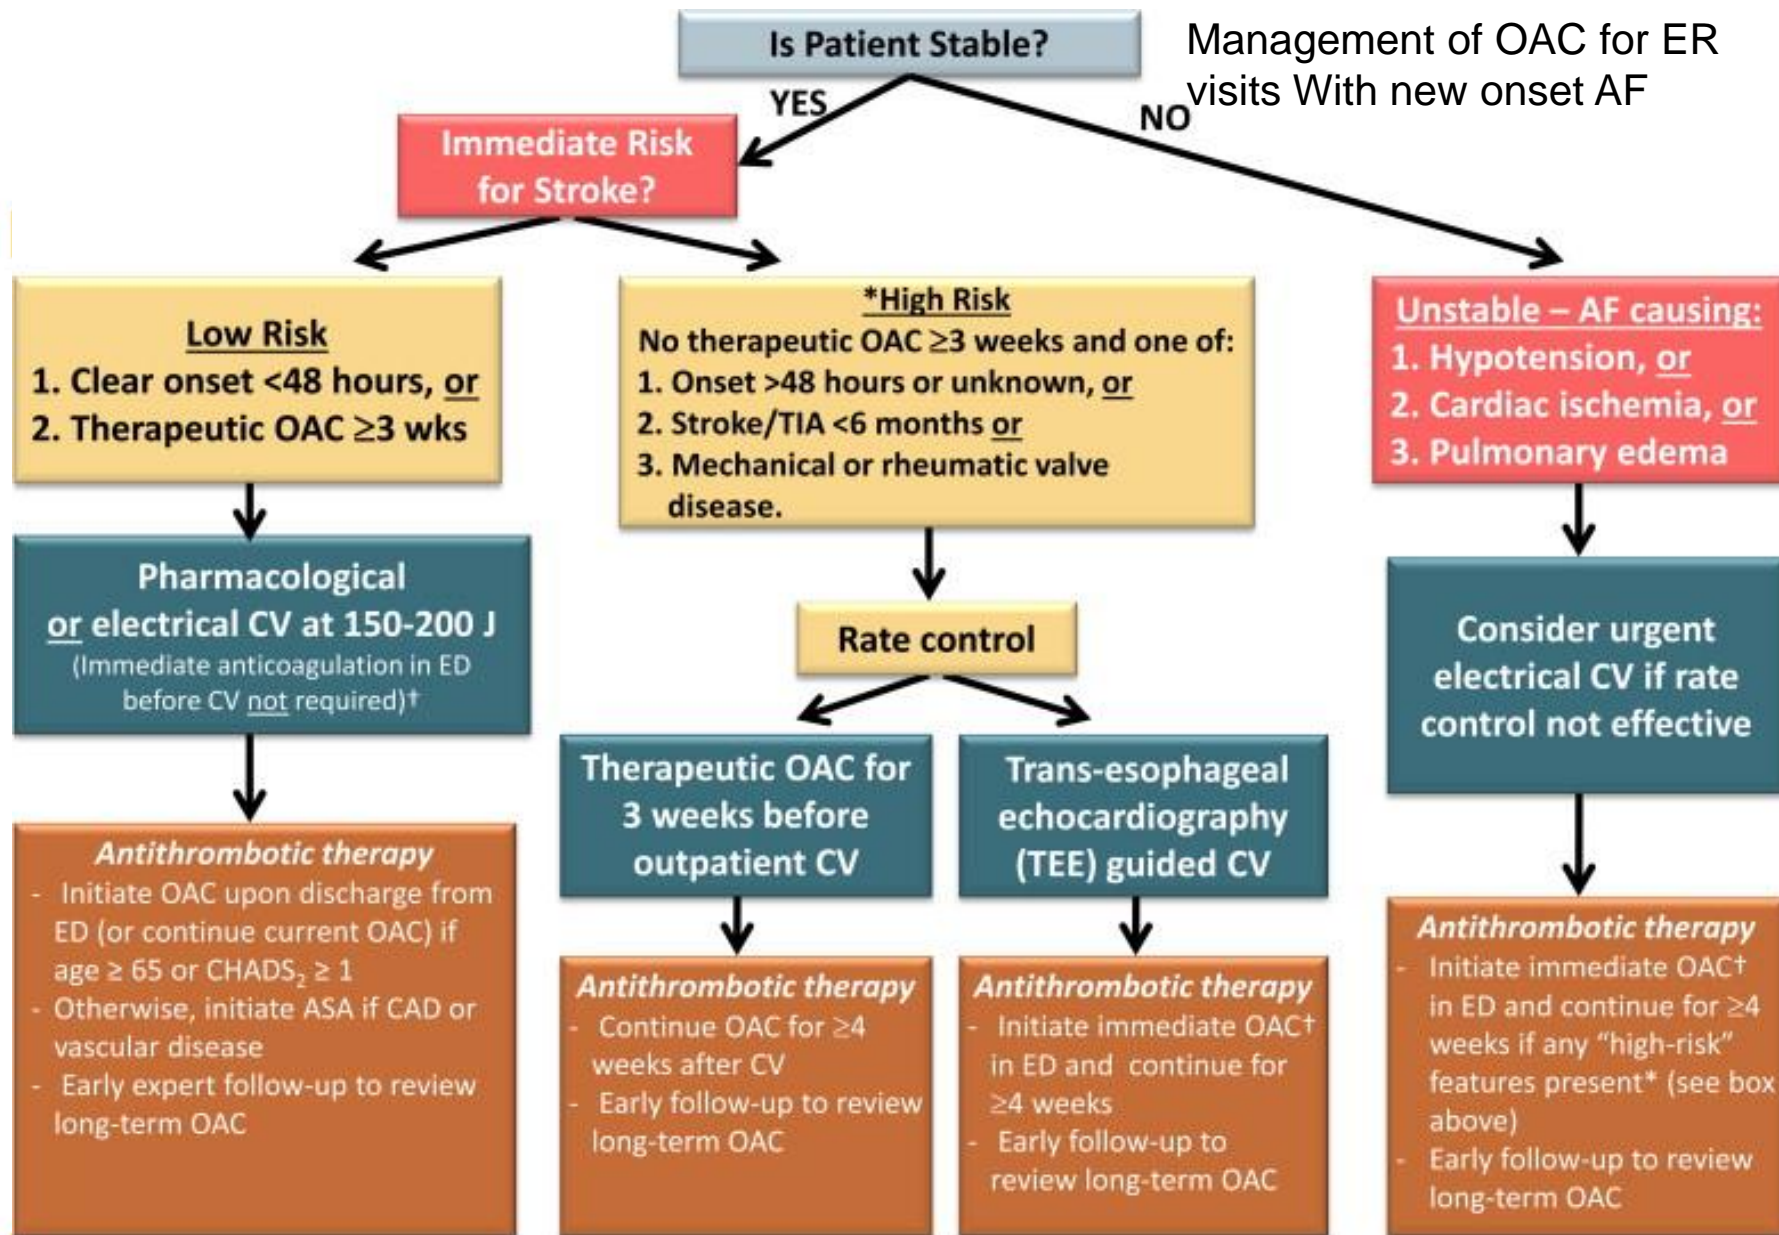 Is Patient Stable?
Management of OAC for ER
visits With new onset AF
YES
NO
Immediate Risk
for Stroke?
Low Risk
1. Clear onset <48 hours, or
2. Therapeutic OAC ≥3 wks
*High Risk
No therapeutic OAC ≥3 weeks and one of:
1. Onset >48 hours or unknown, or
2. Stroke/TIA <6 months or
3. Mechanical or rheumatic valve
disease.
Unstable – AF causing:
1. Hypotension, or
2. Cardiac ischemia, or
3. Pulmonary edema
Pharmacological
or electrical CV at 150-200 J
(Immediate anticoagulation in ED
before CV not required)†
Rate control
Consider urgent
electrical CV if rate
control not effective
Therapeutic OAC for
3 weeks before
outpatient CV
Trans-esophageal
echocardiography
(TEE) guided CV
Antithrombotic therapy
- Initiate OAC upon discharge from
ED (or continue current OAC) if
age ≥ 65 or CHADS₂ ≥ 1
- Otherwise, initiate ASA if CAD or
vascular disease
- Early expert follow-up to review
long-term OAC
Antithrombotic therapy
- Continue OAC for ≥4
weeks after CV
- Early follow-up to review
long-term OAC
Antithrombotic therapy
- Initiate immediate OAC†
in ED and continue for
≥4 weeks
- Early follow-up to
review long-term OAC
Antithrombotic therapy
- Initiate immediate OAC†
in ED and continue for ≥4
weeks if any “high-risk”
features present* (see box
above)
- Early follow-up to review
long-term OAC